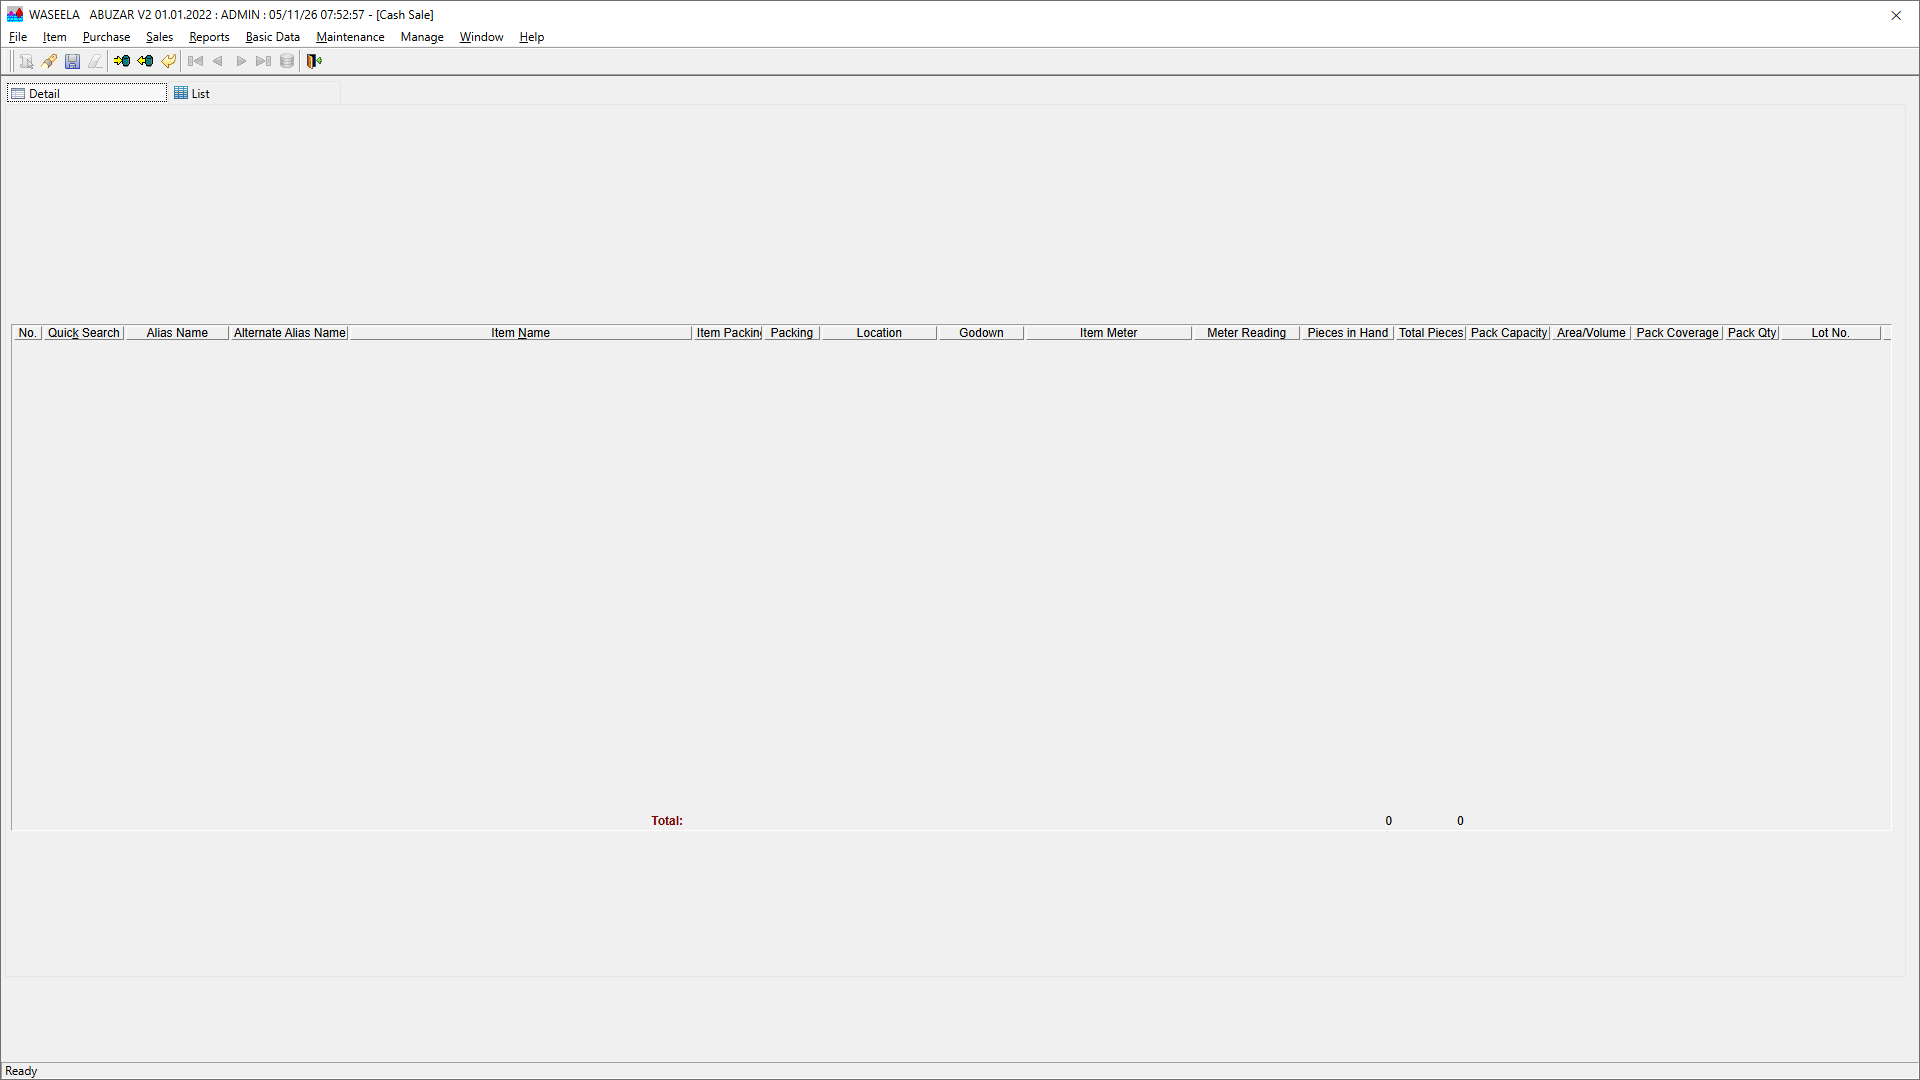 WASEELA ABUZAR V2 01.01.2022 : ADMIN : 05/11/26 07:52:57 - [Cash Sale]
File Item Purchase Sales Reports Basic Data Maintenance Manage Window Help
Detail List
No. Quick Search Alias Name Alternate Alias Name Item Name Item Packin Packing Location Godown Item Meter Meter Reading Pieces in Hand Total Pieces Pack Capacity Area/Volume Pack Coverage Pack Qty Lot No.
Total: 0 0
Ready